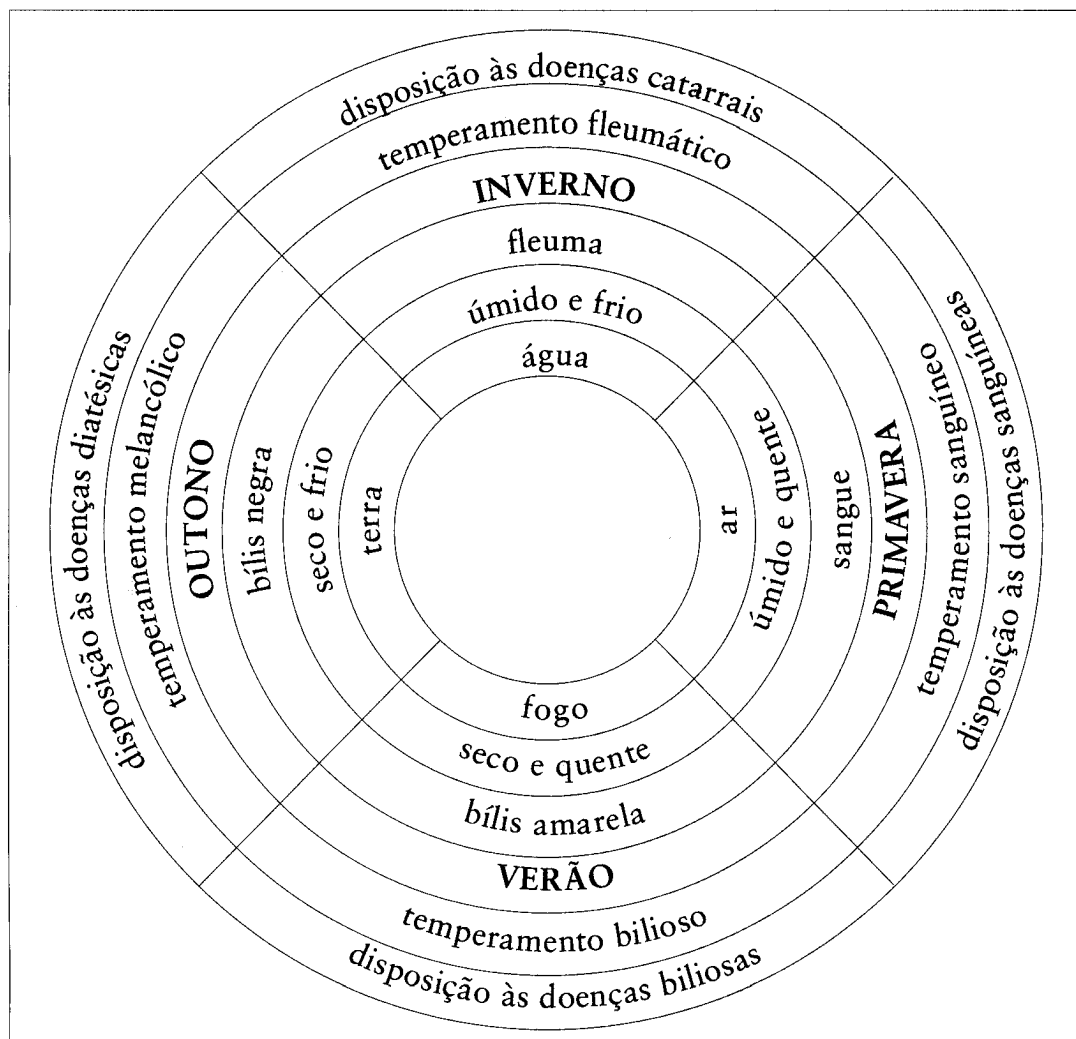 disposição às doenças catarrais
temperamento fleumático
INVERNO
fleuma
úmido e frio
água
disposição às doenças diatésicas
temperamento melancólico
OUTONO
bílis negra
seco e frio
terra
ar
úmido e quente
sangue
PRIMAVERA
temperamento sanguíneo
disposição às doenças sanguíneas
fogo
seco e quente
bílis amarela
VERÃO
temperamento bilioso
disposição às doenças biliosas